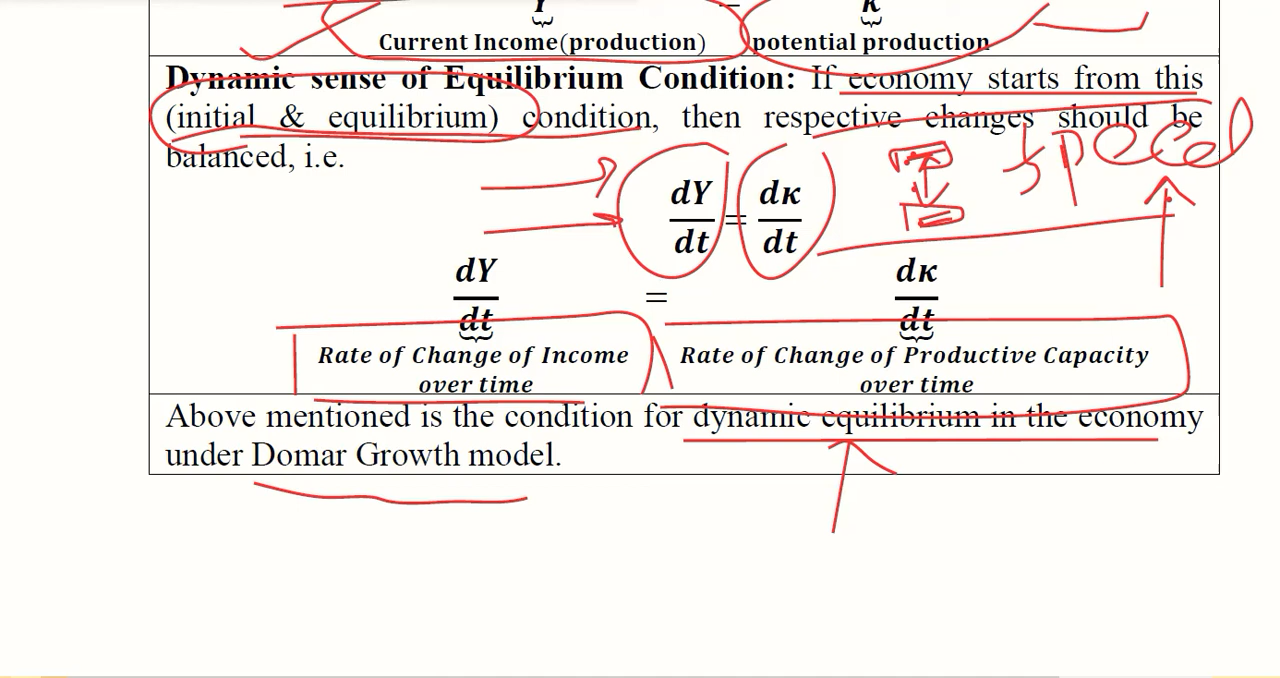 Y = κ
Current Income(production) potential production
Dynamic sense of Equilibrium Condition: If economy starts from this
(initial & equilibrium) condition, then respective changes should be
balanced, i.e.
speed
dY/dt = dκ/dt
dY/dt = dκ/dt
Rate of Change of Income Rate of Change of Productive Capacity
over time over time
Above mentioned is the condition for dynamic equilibrium in the economy
under Domar Growth model.